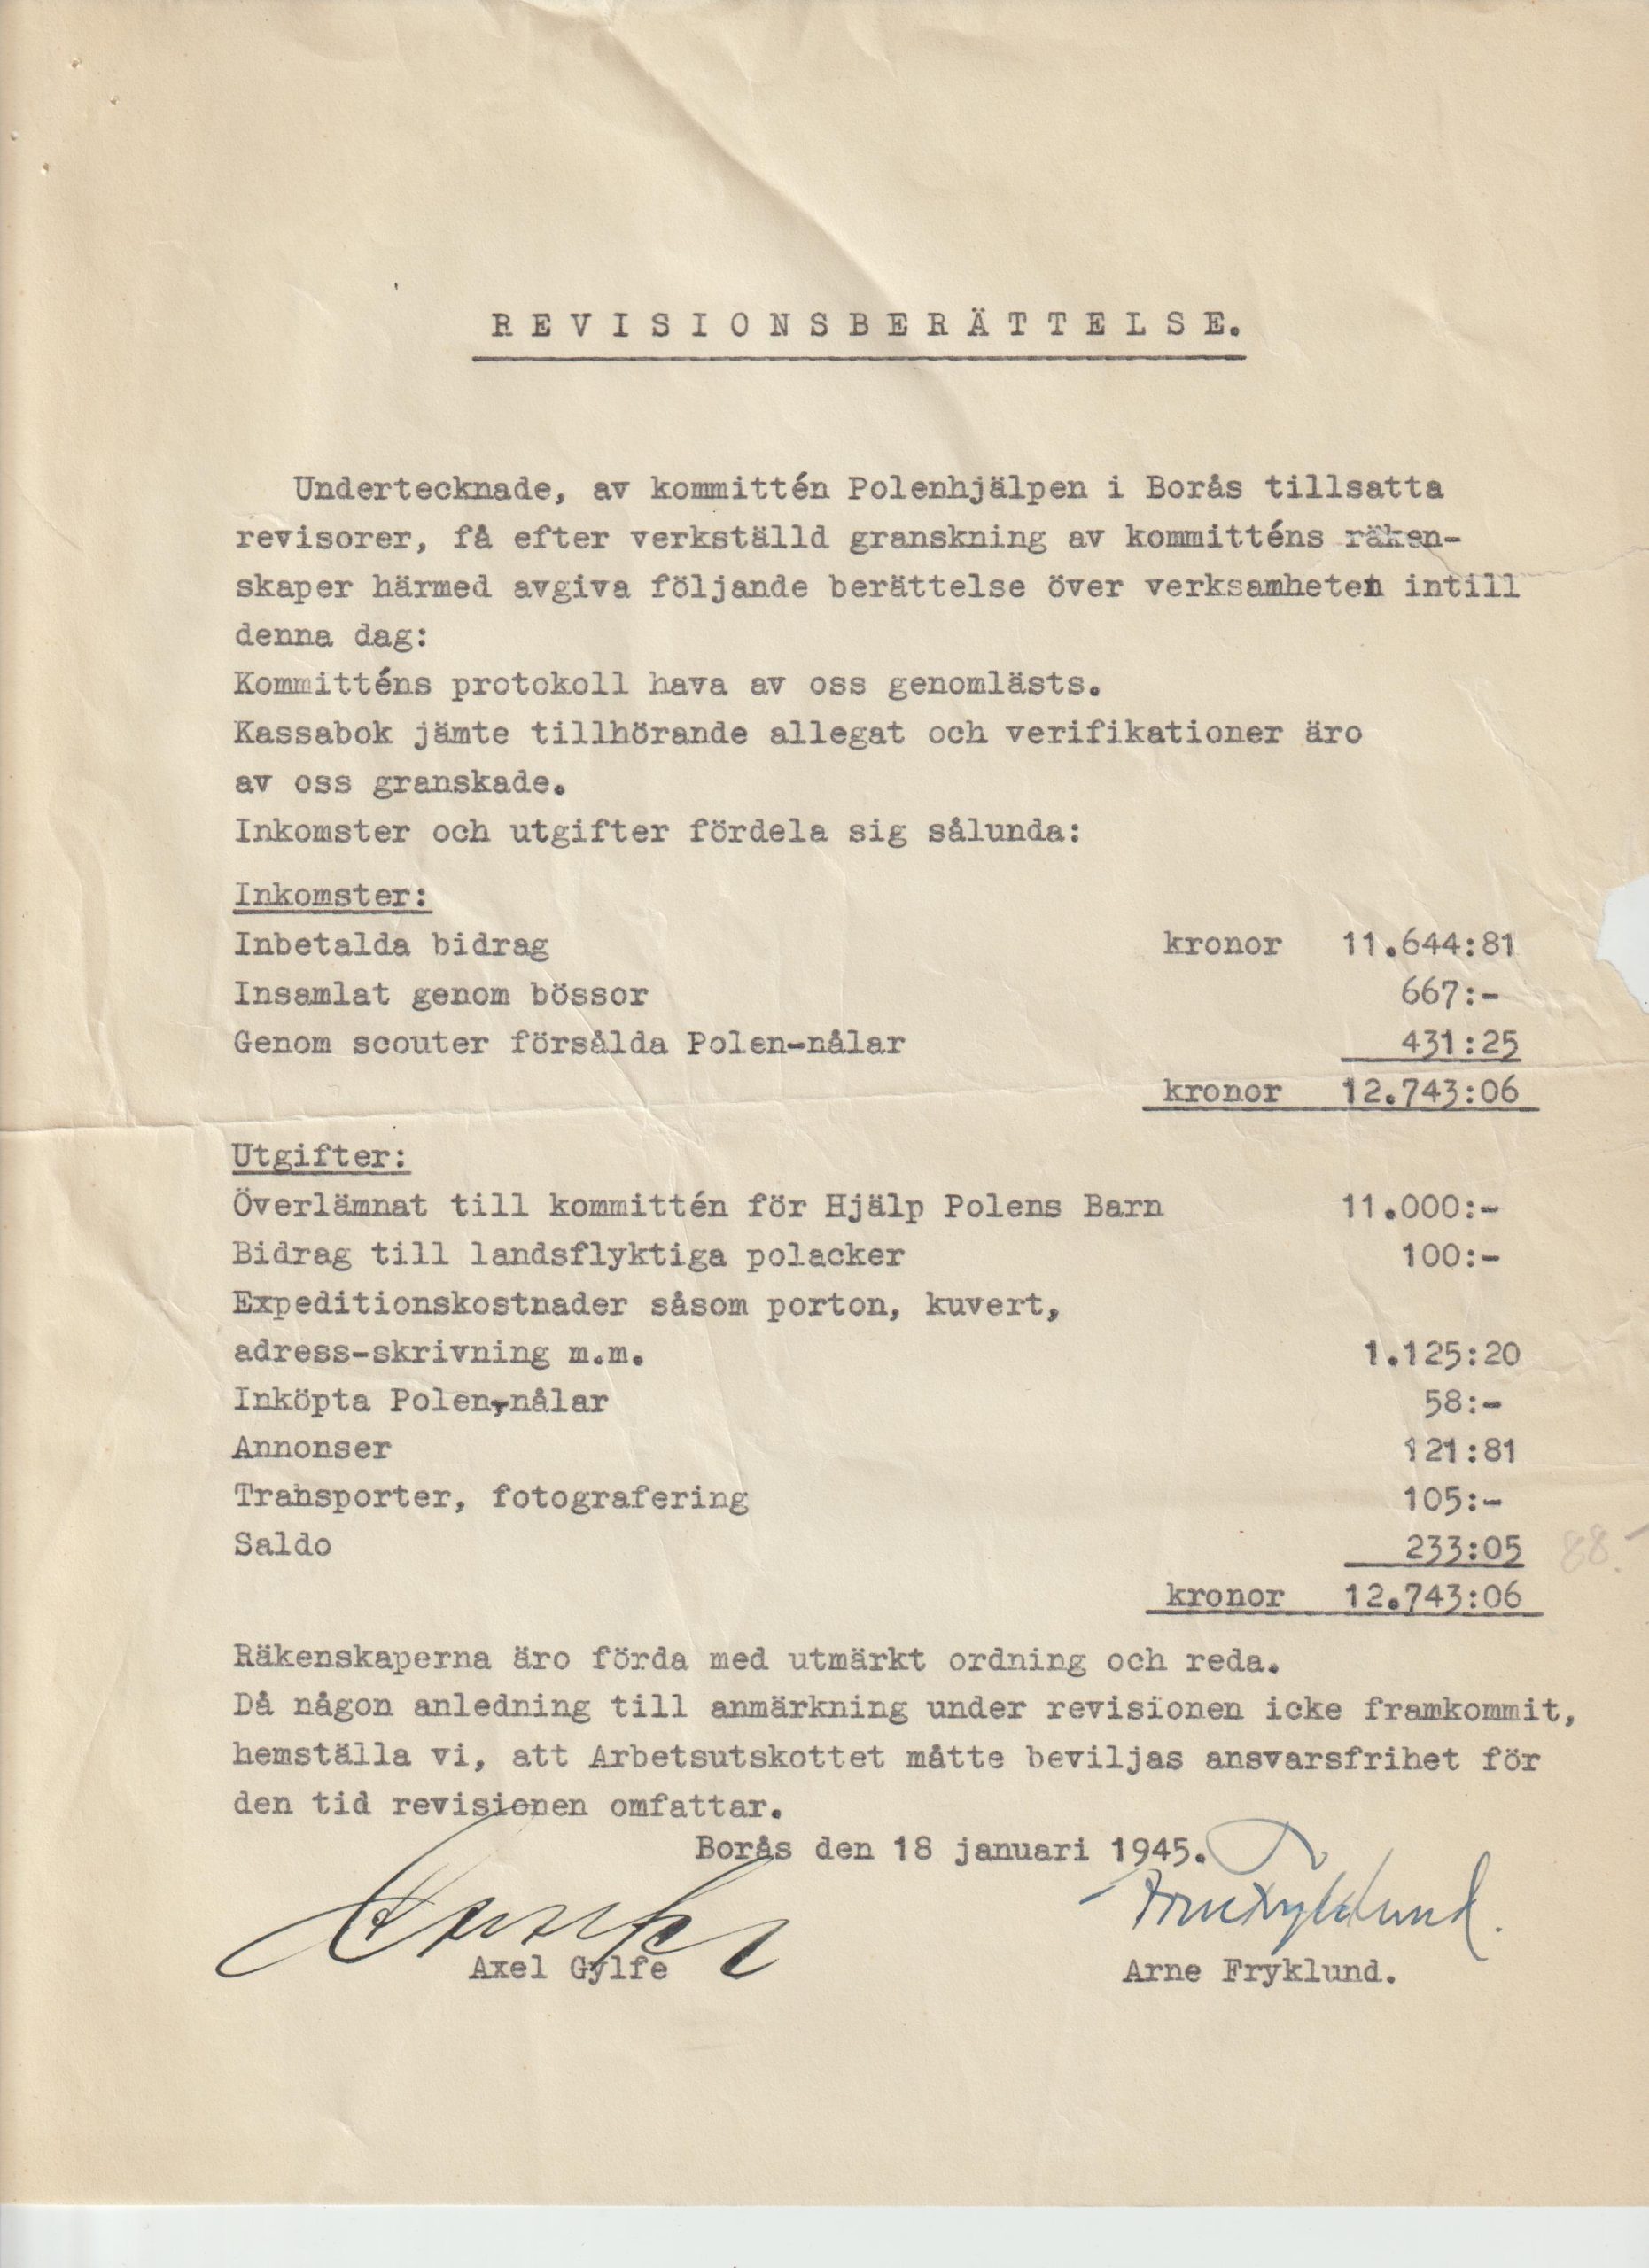 REVISIONSBERÄTTELSE.
Undertecknade, av kommittén Polenhjälpen i Borås tillsatta
revisorer, få efter verkställd granskning av kommitténs räken-
skaper härmed avgiva följande berättelse över verksamheten intill
denna dag:
Kommitténs protokoll hava av oss genomlästs.
Kassabok jämte tillhörande allegat och verifikationer äro
av oss granskade.
Inkomster och utgifter fördela sig sålunda:
Inkomster:
Inbetalda bidrag kronor 11.644:81
Insamlat genom bössor 667:-
Genom scouter försålda Polen-nålar 431:25
kronor 12.743:06
Utgifter:
Överlämnat till kommittén för Hjälp Polens Barn 11.000:-
Bidrag till landsflyktiga polacker 100:-
Expeditionskostnader såsom porton, kuvert,
adress-skrivning m.m. 1.125:20
Inköpta Polen-nålar 58:-
Annonser 121:81
Transporter, fotografering 105:-
Saldo 233:05 88.-
kronor 12.743:06
Räkenskaperna äro förda med utmärkt ordning och reda.
Då någon anledning till anmärkning under revisionen icke framkommit,
hemställa vi, att Arbetsutskottet måtte beviljas ansvarsfrihet för
den tid revisionen omfattar.
Borås den 18 januari 1945.
Arne Fryklund.
Axel Gylfe Arne Fryklund.